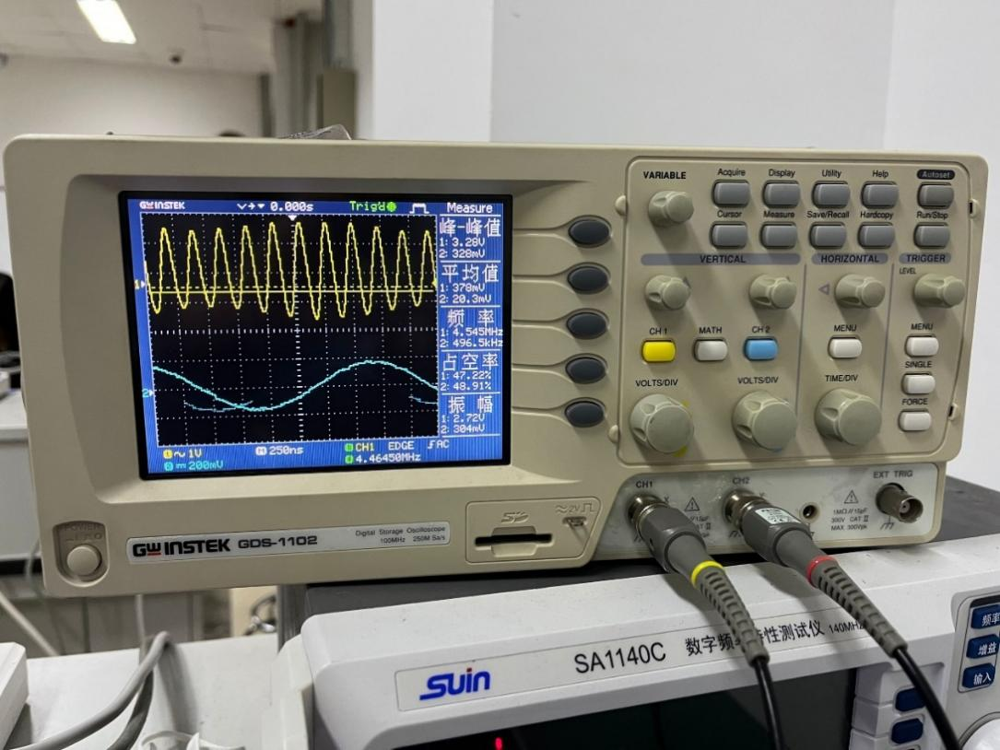 GWINSTEK
0.000s
Trig'd
Measure
峰-峰值
1: 3.28V
2: 328mV
平均值
1: 378mV
2: 20.3mV
频 率
1: 4.545MHz
2: 496.5kHz
占空率
1: 47.22%
2: 48.91%
振 幅
1: 2.72V
2: 304mV
1
2
1 1V
M 250ns
CH1 EDGE AC
2 200mV
4.46450MHz
VARIABLE
Acquire
Display
Utility
Help
Autoset
Cursor
Measure
Save/Recall
Hardcopy
Run/Stop
VERTICAL
HORIZONTAL
TRIGGER
LEVEL
CH 1
MATH
CH 2
MENU
MENU
SINGLE
VOLTS/DIV
VOLTS/DIV
TIME/DIV
FORCE
CH1
CH2
EXT TRIG
1MΩ//15pF
300V CAT II
MAX 300Vpk
POWER
GWINSTEK GDS-1102
Digital Storage Oscilloscope
100MHz 250M Sa/s
SD
≈2V
suin
SA1140C
数字频
性测试仪
140MHz
频率
增益
输入